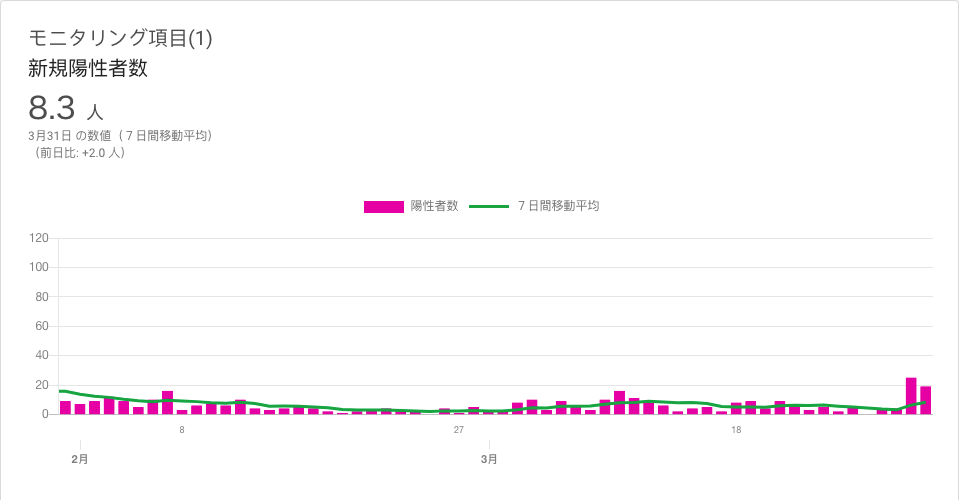 モニタリング項目(1)
新規陽性者数
8.3 人
3月31日 の数値（７日間移動平均）
（前日比: +2.0 人）
陽性者数 ７日間移動平均
120
100
80
60
40
20
0
8 27 18
2月 3月